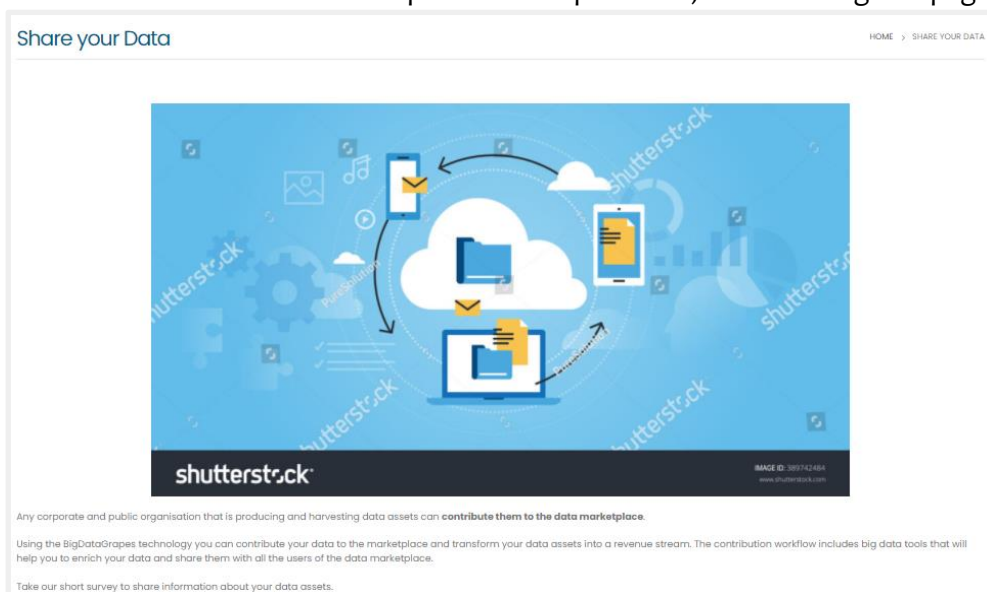 Share your Data
HOME > SHARE YOUR DATA
shutterstock
shutterstock
shutterstock
PureSolution
PureSolution
shutterstock
shutterstock
shutterstock
shutterstock
IMAGE ID: 389742484
www.shutterstock.com
Any corporate and public organisation that is producing and harvesting data assets can contribute them to the data marketplace.
Using the BigDataGrapes technology you can contribute your data to the marketplace and transform your data assets into a revenue stream. The contribution workflow includes big data tools that will
help you to enrich your data and share them with all the users of the data marketplace.
Take our short survey to share information about your data assets.